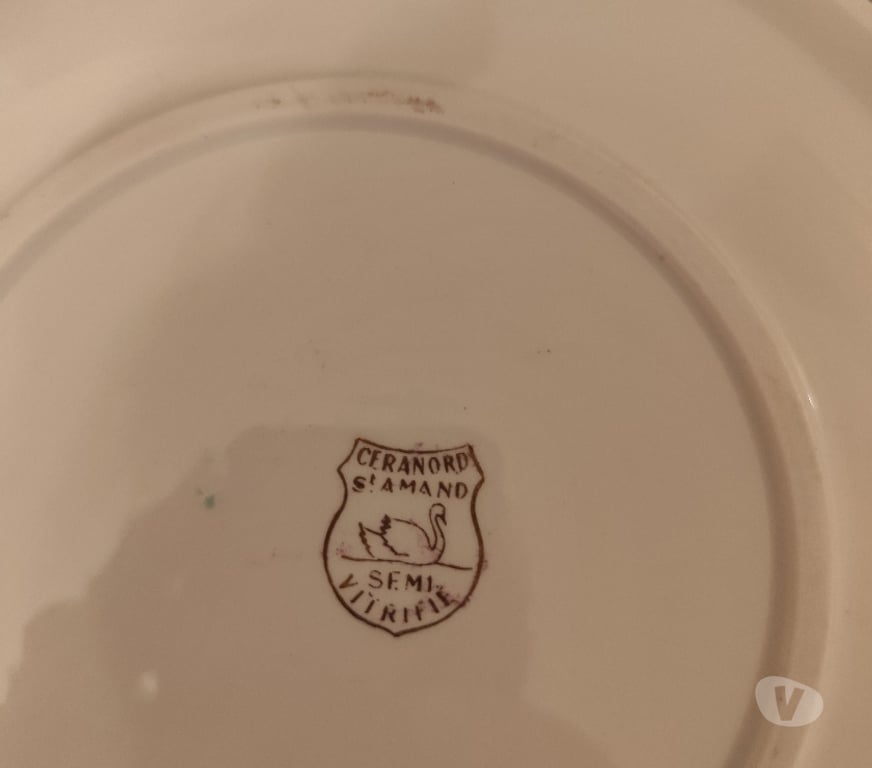 CERANORD
St AMAND
SEMI
VITRIFIE
V